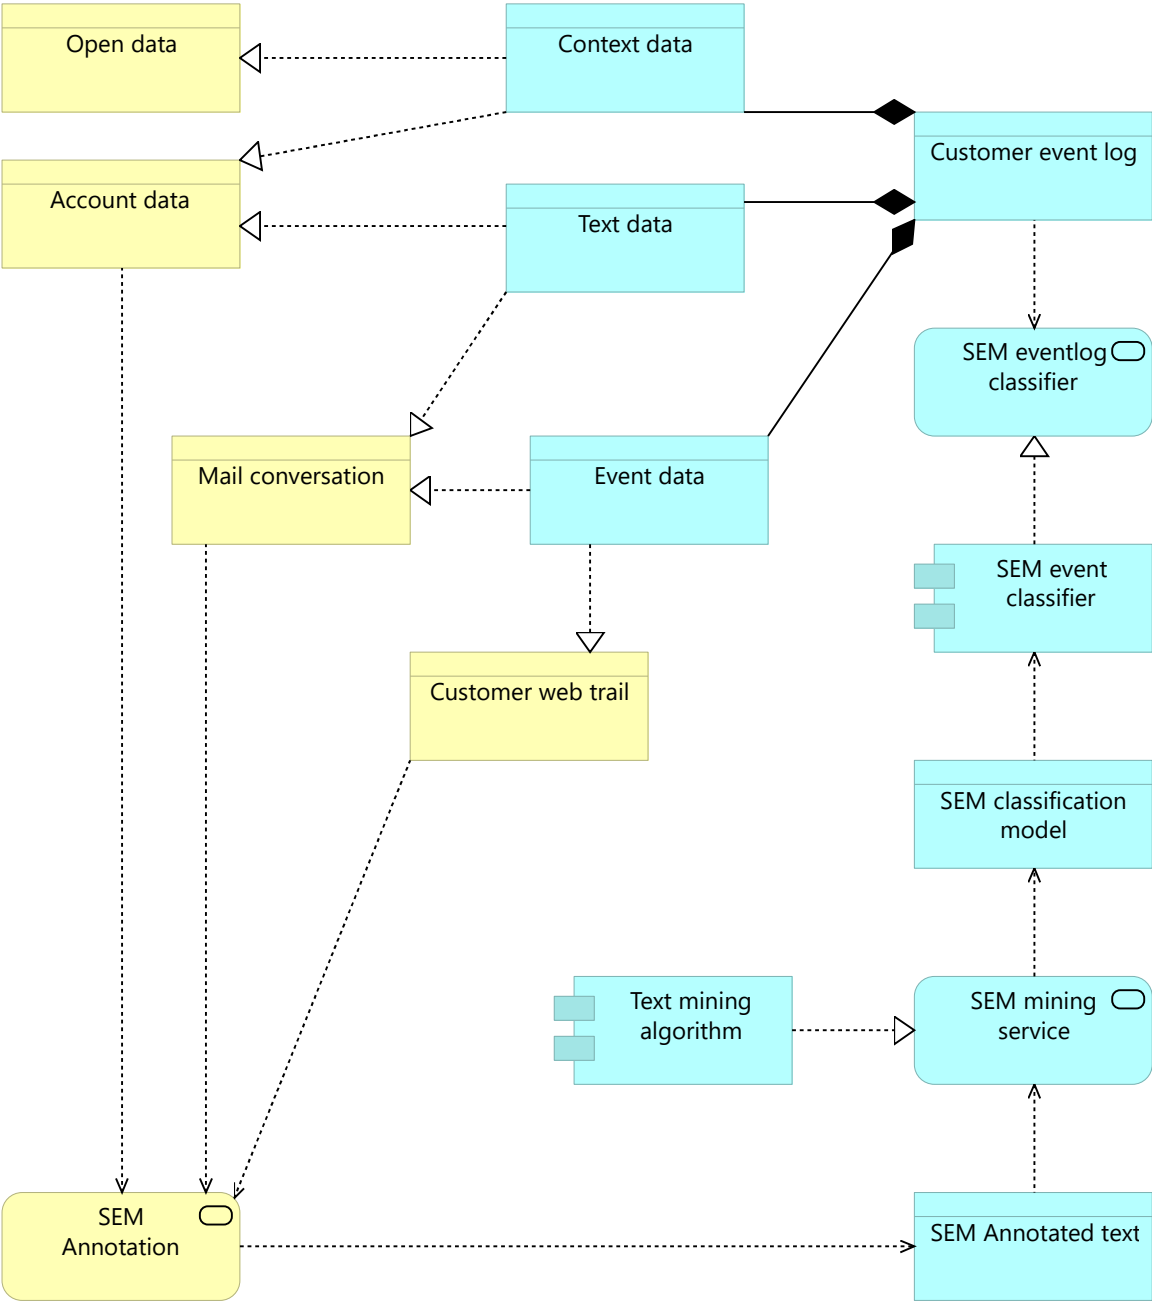 Open data
Context data
Customer event log
Account data
Text data
SEM eventlog
classifier
Mail conversation
Event data
SEM event
classifier
Customer web trail
SEM classification
model
Text mining
algorithm
SEM mining
service
SEM
Annotation
SEM Annotated text